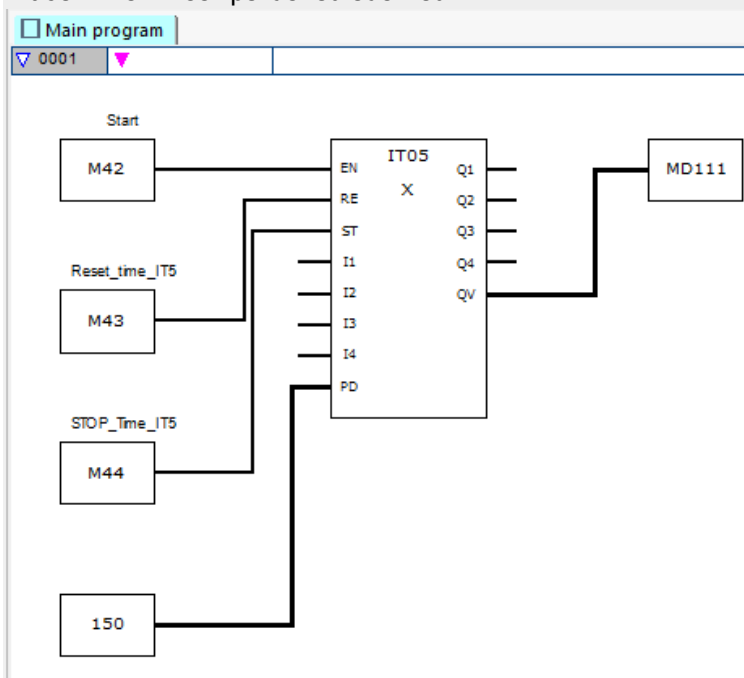 Main program
0001
Start
M42
IT05
X
EN
RE
ST
I1
I2
I3
I4
PD
Q1
Q2
Q3
Q4
QV
MD111
Reset_time_IT5
M43
STOP_Time_IT5
M44
150